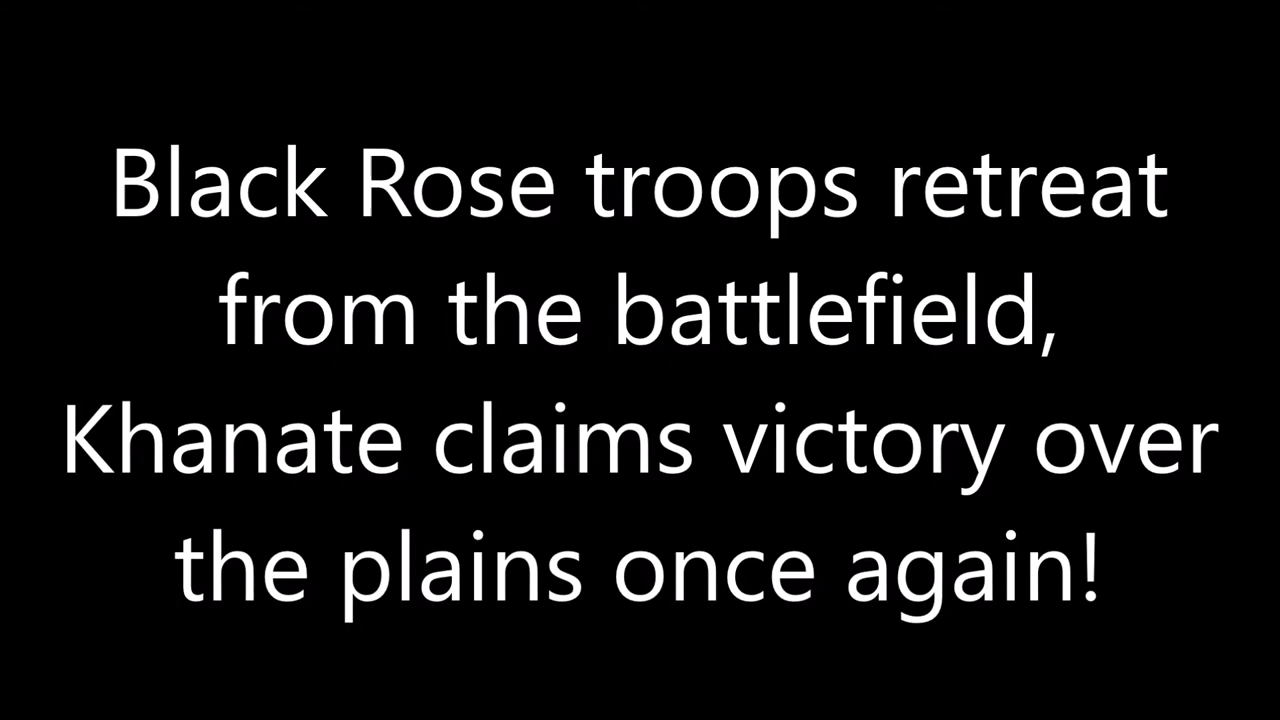 Black Rose troops retreat
from the battlefield,
Khanate claims victory over
the plains once again!